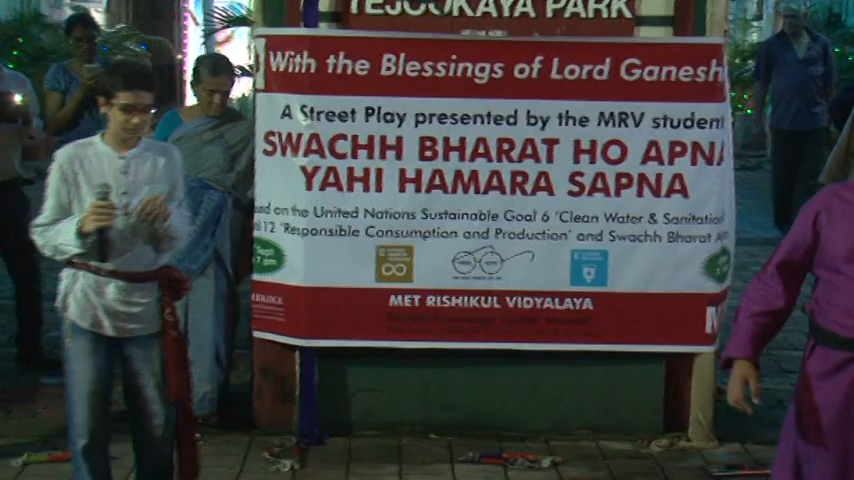 TEJOOKAYA PARK
With the Blessings of Lord Ganesh
A Street Play presented by the MRV student
SWACHH BHARAT HO APNA
YAHI HAMARA SAPNA
on the United Nations Sustainable Goal 6 'Clean Water & Sanitation
12 'Responsible Consumption and Production' and Swachh Bharat
MET RISHIKUL VIDYALAYA